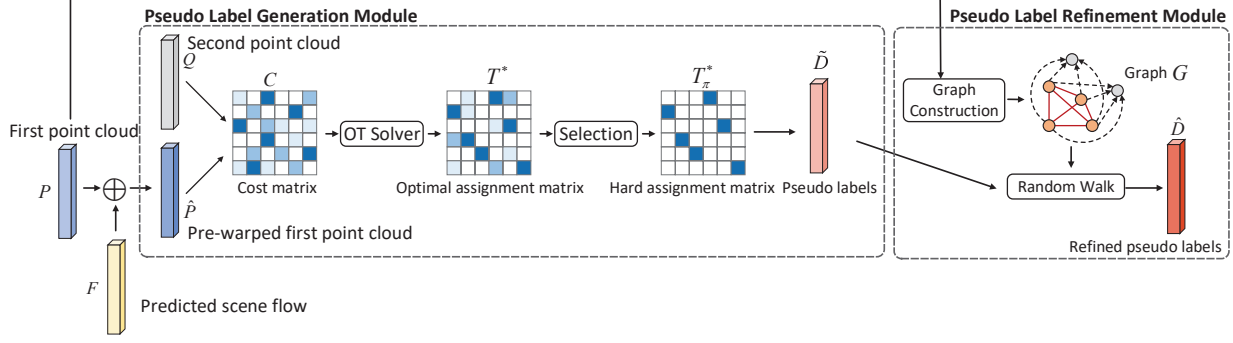 Pseudo Label Generation Module
Pseudo Label Refinement Module
Second point cloud
Q
C
T*
T*π
D̃
Graph G
Graph
Construction
First point cloud
OT Solver
Selection
D̂
P
P̂
Cost matrix
Optimal assignment matrix
Hard assignment matrix
Pseudo labels
Random Walk
Pre-warped first point cloud
Refined pseudo labels
F
Predicted scene flow